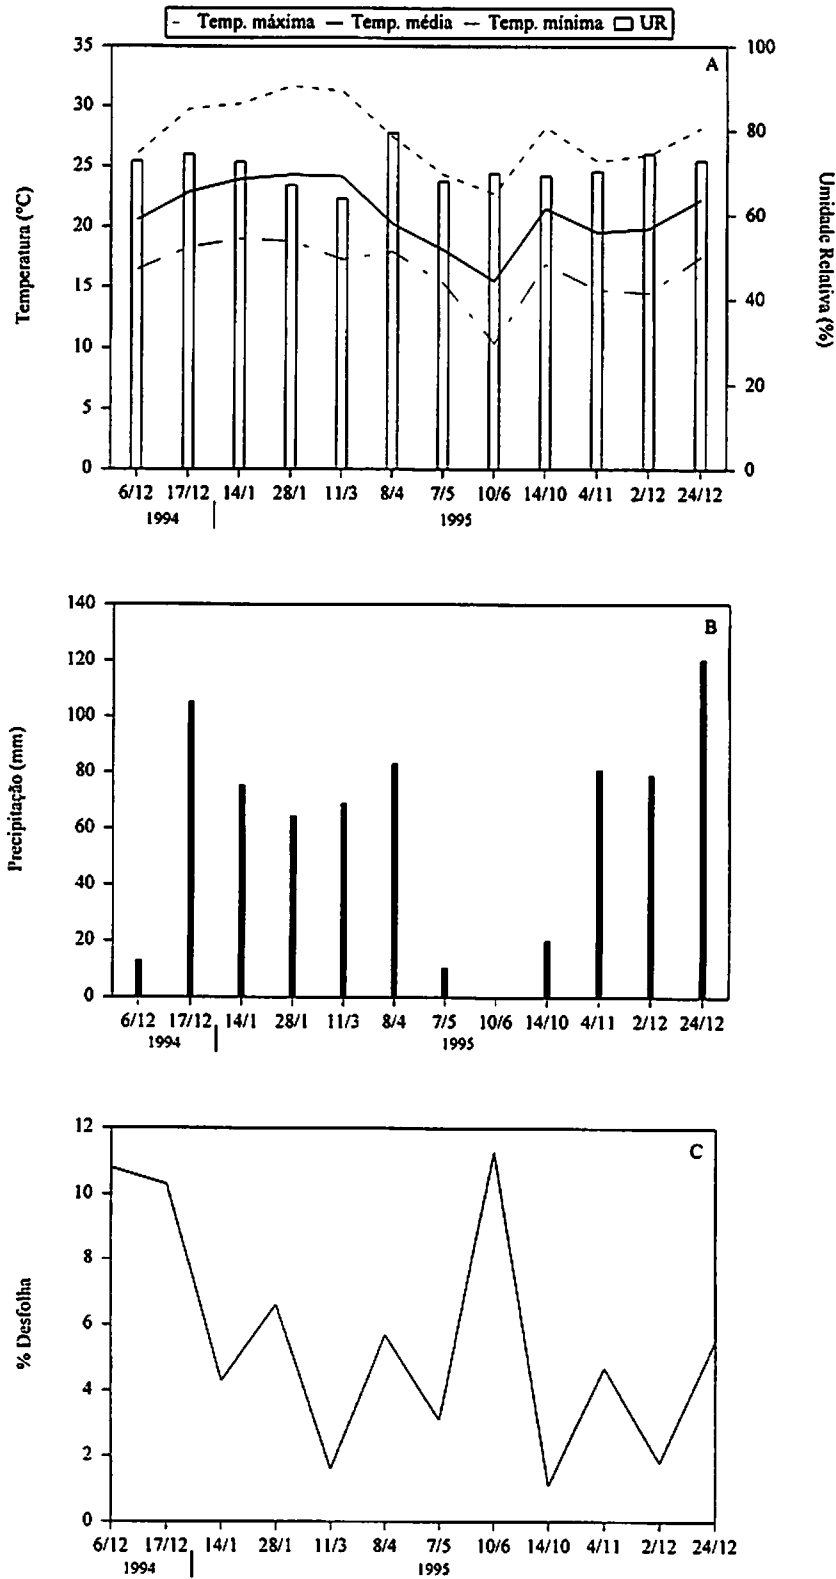 Temp. máxima — Temp. média — Temp. mínima UR
35
30
25
20
15
10
5
0
Temperatura (°C)
100
80
60
40
20
0
Umidade Relativa (%)
A
6/12 17/12 14/1 28/1 11/3 8/4 7/5 10/6 14/10 4/11 2/12 24/12
1994 1995
140
120
100
80
60
40
20
0
Precipitação (mm)
B
6/12 17/12 14/1 28/1 11/3 8/4 7/5 10/6 14/10 4/11 2/12 24/12
1994 1995
12
10
8
6
4
2
0
% Desfolha
C
6/12 17/12 14/1 28/1 11/3 8/4 7/5 10/6 14/10 4/11 2/12 24/12
1994 1995